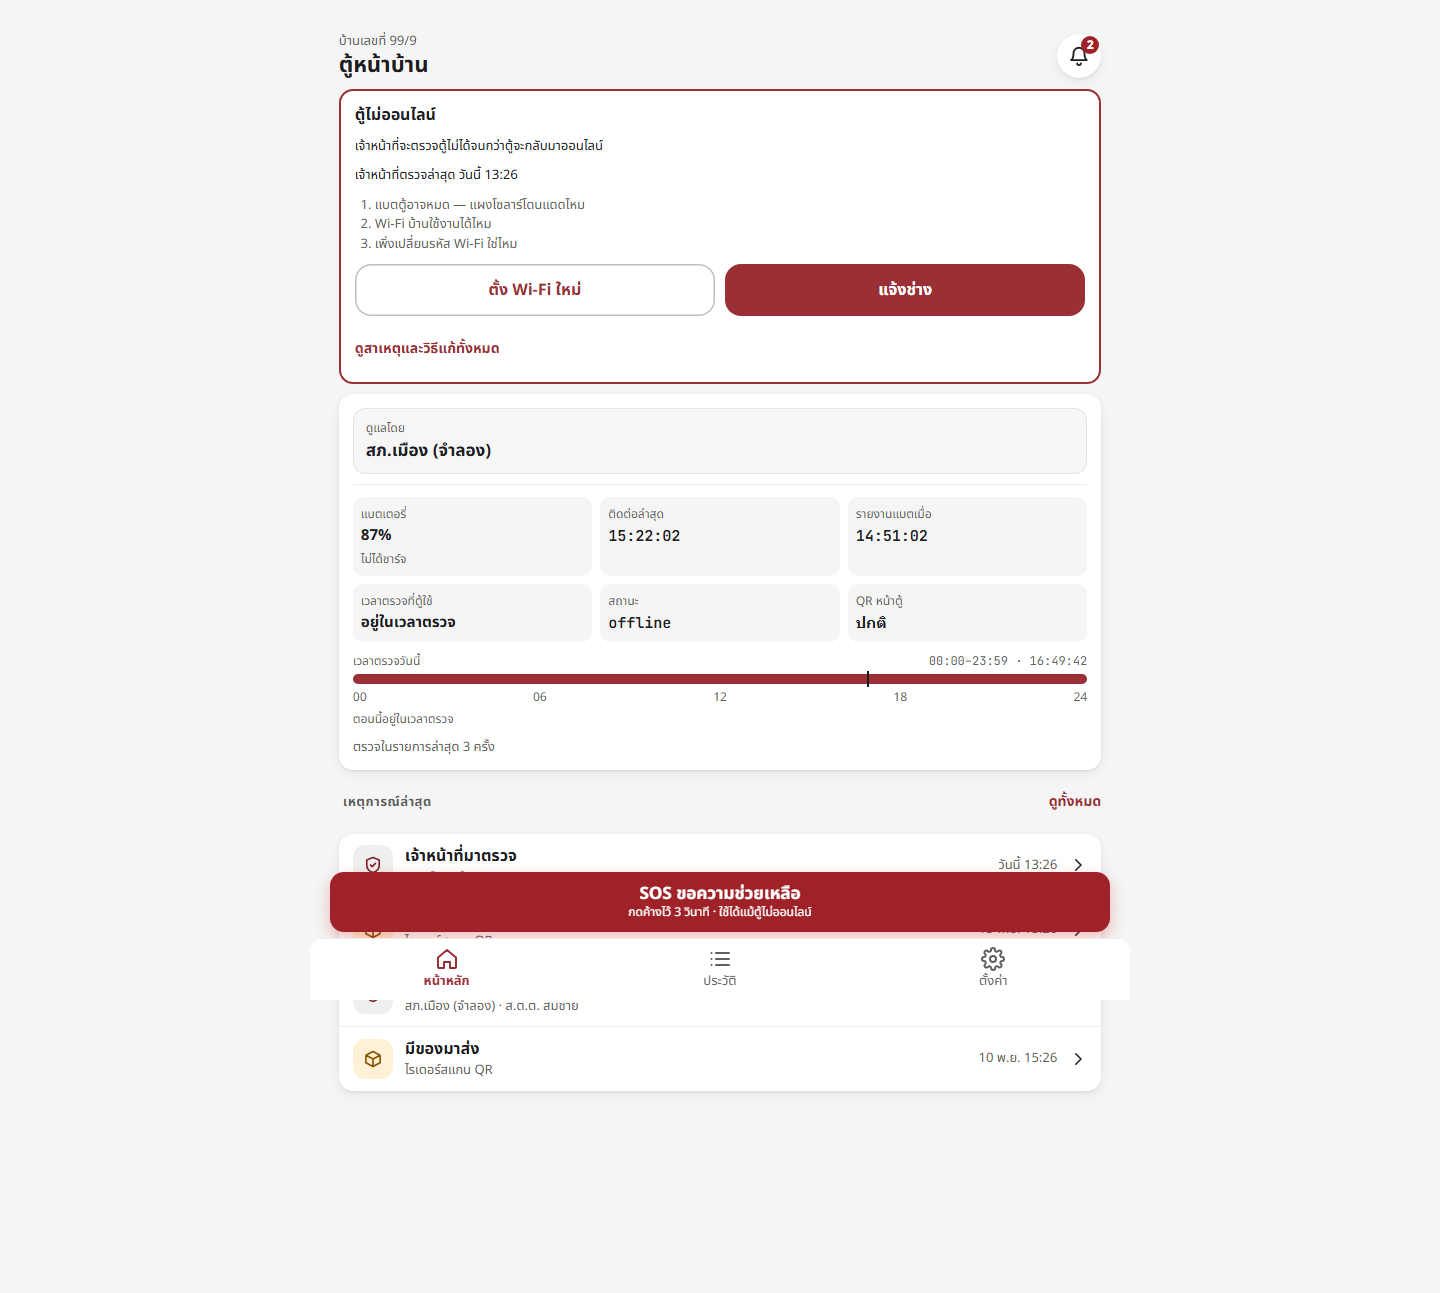 บ้านเลขที่ 99/9
ตู้หน้าบ้าน
2
ตู้ไม่ออนไลน์
เจ้าหน้าที่จะตรวจตู้ไม่ได้จนกว่าตู้จะกลับมาออนไลน์
เจ้าหน้าที่ตรวจล่าสุด วันนี้ 13:26
1. แบตตู้อาจหมด — แผงโซลาร์โดนแดดไหม
2. Wi-Fi บ้านใช้งานได้ไหม
3. เพิ่งเปลี่ยนรหัส Wi-Fi ใช่ไหม
ตั้ง Wi-Fi ใหม่
แจ้งช่าง
ดูสาเหตุและวิธีแก้ทั้งหมด
ดูแลโดย
สภ.เมือง (จำลอง)
แบตเตอรี่
87%
ไม่ได้ชาร์จ
ติดต่อล่าสุด
15:22:02
รายงานแบตเมื่อ
14:51:02
เวลาตรวจที่ตู้ใช้
อยู่ในเวลาตรวจ
สถานะ
offline
QR หน้าตู้
ปกติ
เวลาตรวจวันนี้
00:00–23:59 · 16:49:42
00 06 12 18 24
ตอนนี้อยู่ในเวลาตรวจ
ตรวจในรายการล่าสุด 3 ครั้ง
เหตุการณ์ล่าสุด
ดูทั้งหมด
เจ้าหน้าที่มาตรวจ
วันนี้ 13:26
SOS ขอความช่วยเหลือ
กดค้างไว้ 3 วินาที · ใช้ได้แม้ตู้ไม่ออนไลน์
หน้าหลัก
ประวัติ
ตั้งค่า
สภ.เมือง (จำลอง) · ส.ต.ต. สมชาย
มีของมาส่ง
ไรเดอร์สแกน QR
10 พ.ย. 15:26